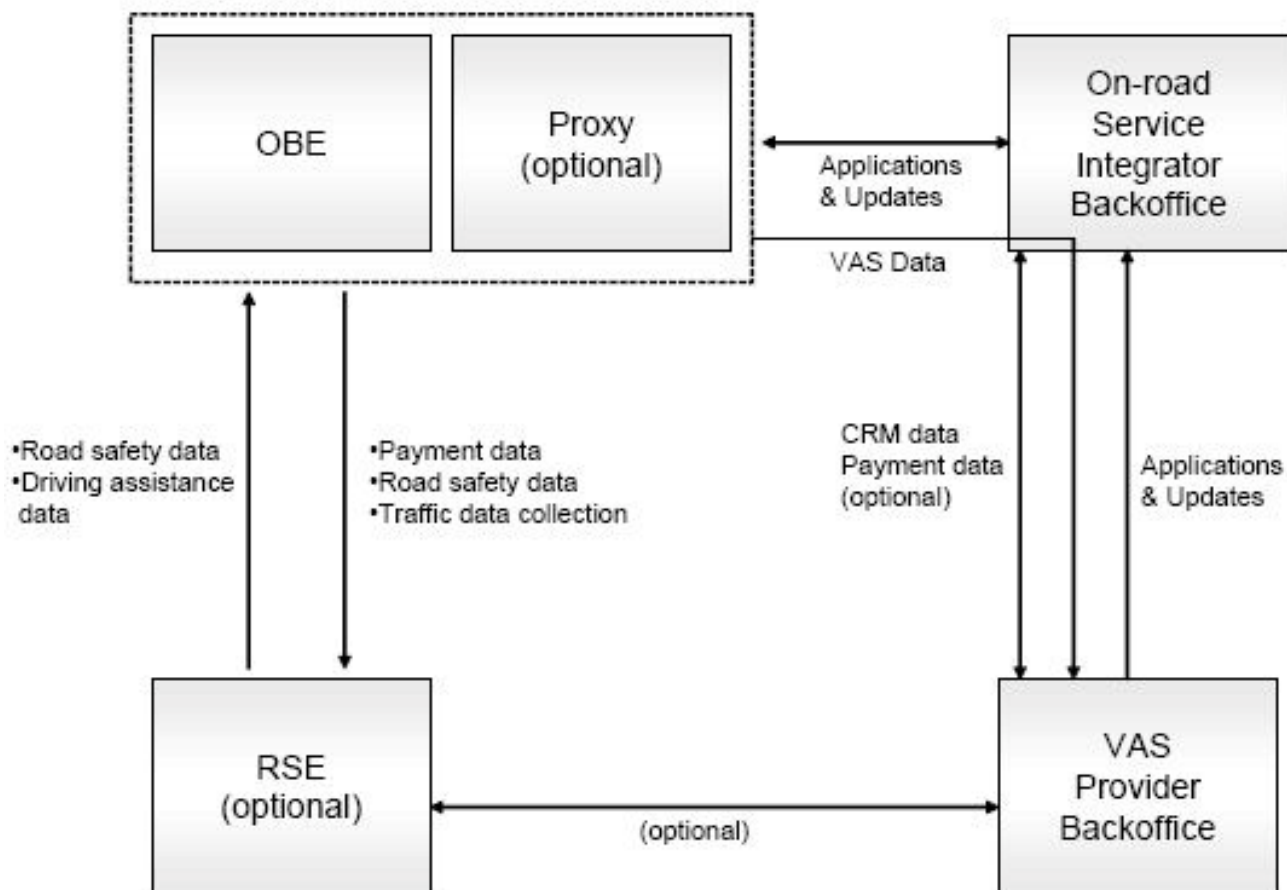 OBE
Proxy
(optional)
On-road
Service
Integrator
Backoffice
Applications
& Updates
VAS Data
•Road safety data
•Driving assistance
data
•Payment data
•Road safety data
•Traffic data collection
CRM data
Payment data
(optional)
Applications
& Updates
RSE
(optional)
(optional)
VAS
Provider
Backoffice